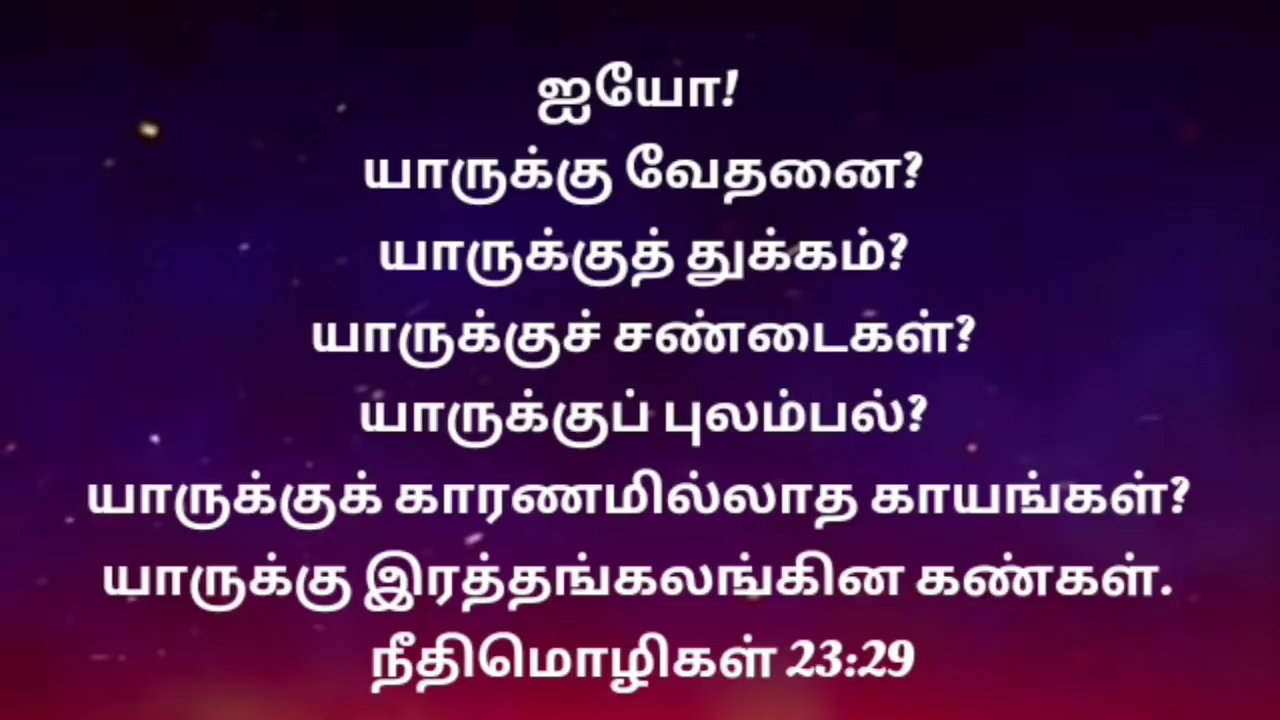 ஐயோ!
யாருக்கு வேதனை?
யாருக்குத் துக்கம்?
யாருக்குச் சண்டைகள்?
யாருக்குப் புலம்பல்?
யாருக்குக் காரணமில்லாத காயங்கள்?
யாருக்கு இரத்தங்கலங்கின கண்கள்.
நீதிமொழிகள் 23:29